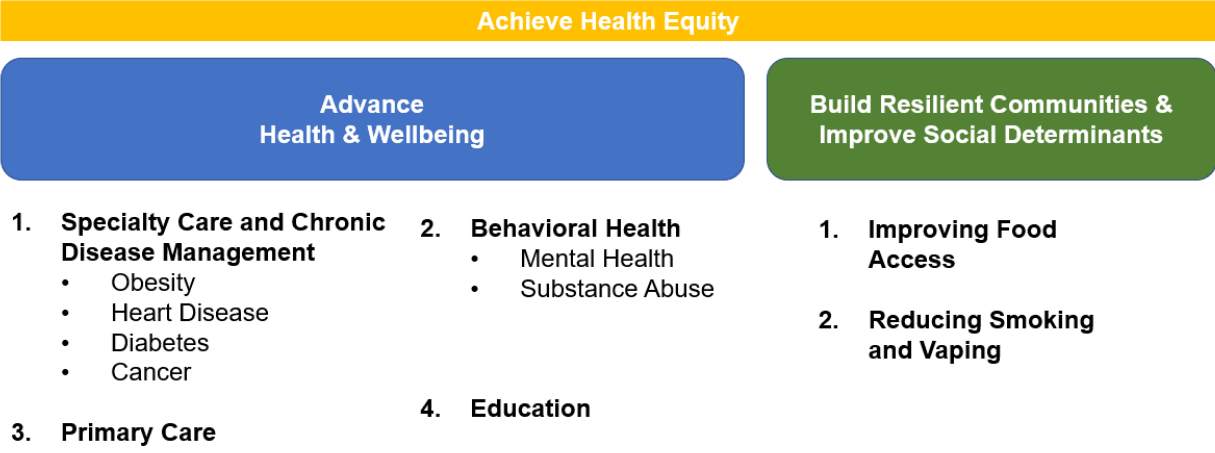 Achieve Health Equity
Advance
Health & Wellbeing
Build Resilient Communities &
Improve Social Determinants
1. Specialty Care and Chronic
Disease Management
• Obesity
• Heart Disease
• Diabetes
• Cancer
2. Behavioral Health
• Mental Health
• Substance Abuse
3. Primary Care
4. Education
1. Improving Food
Access
2. Reducing Smoking
and Vaping